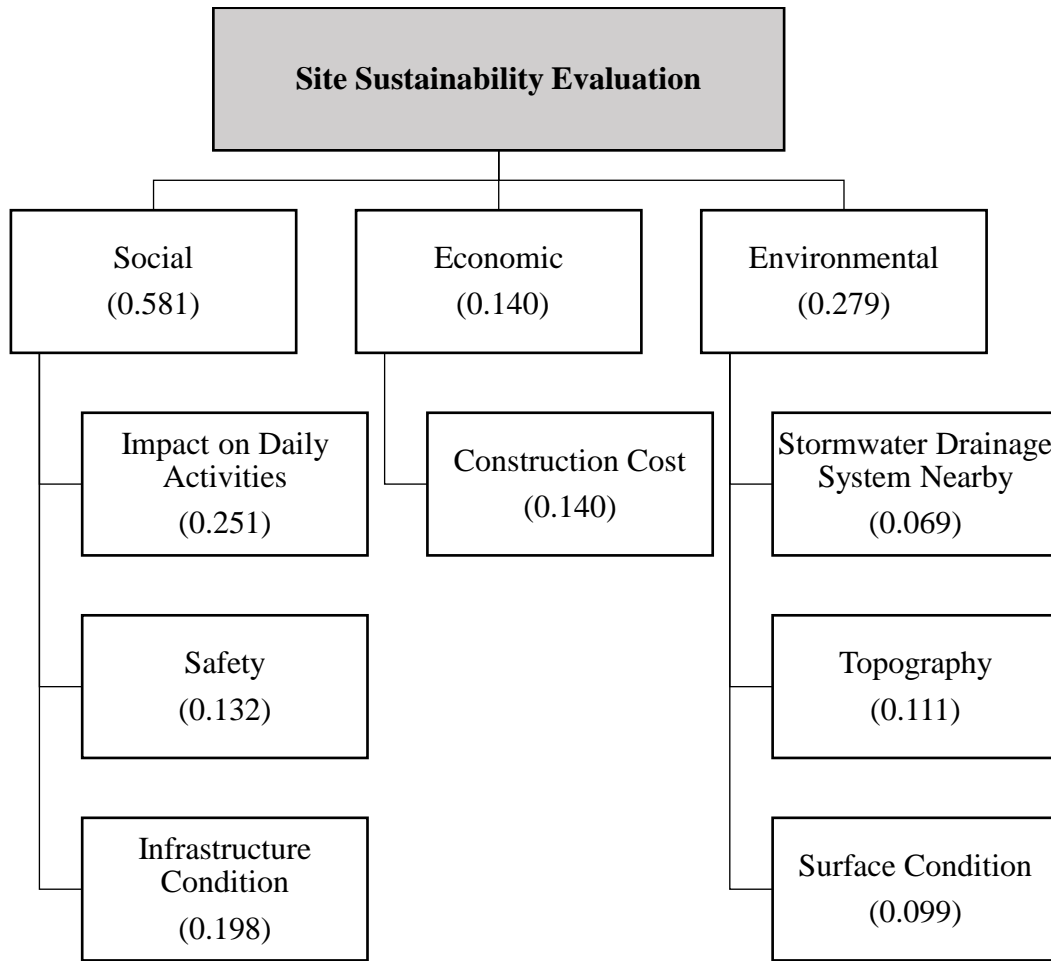 Site Sustainability Evaluation
Social
(0.581)
Economic
(0.140)
Environmental
(0.279)
Impact on Daily
Activities
(0.251)
Construction Cost
(0.140)
Stormwater Drainage
System Nearby
(0.069)
Safety
(0.132)
Topography
(0.111)
Infrastructure
Condition
(0.198)
Surface Condition
(0.099)